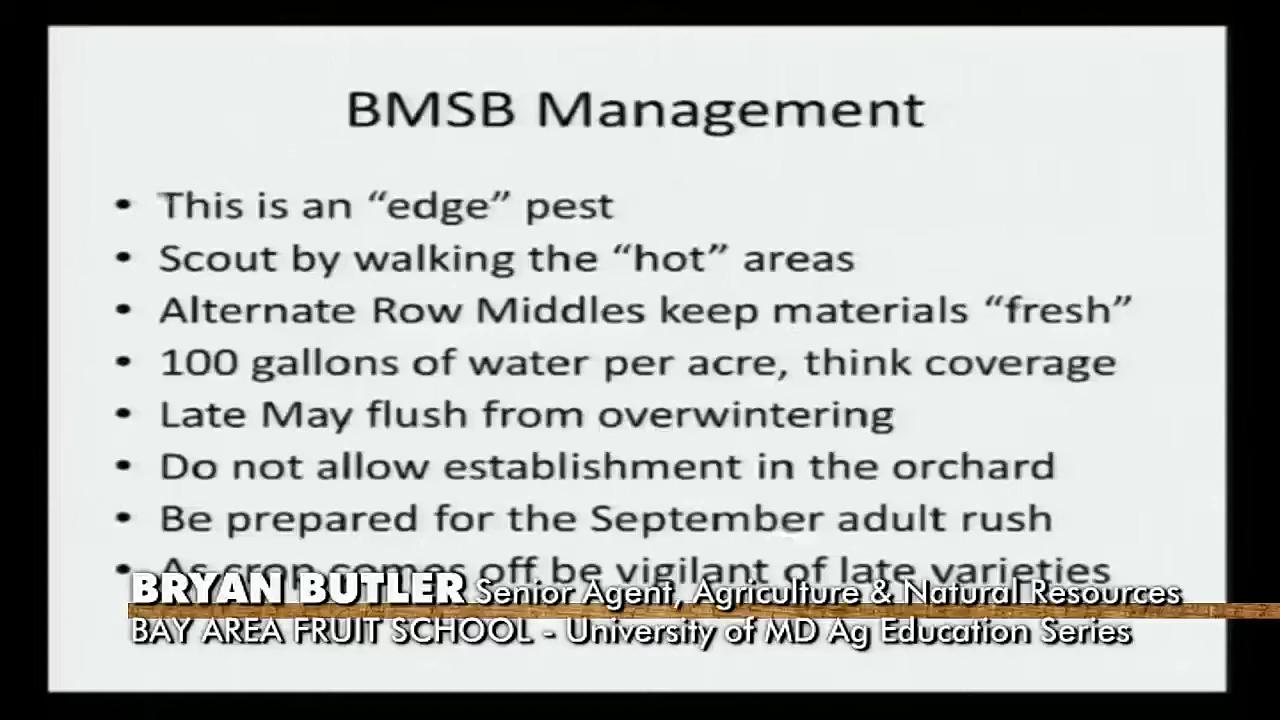 BMSB Management
• This is an “edge” pest
• Scout by walking the “hot” areas
• Alternate Row Middles keep materials “fresh”
• 100 gallons of water per acre, think coverage
• Late May flush from overwintering
• Do not allow establishment in the orchard
• Be prepared for the September adult rush
• As crop comes off be vigilant of late varieties
BRYAN BUTLER Senior Agent, Agriculture & Natural Resources
BAY AREA FRUIT SCHOOL - University of MD Ag Education Series